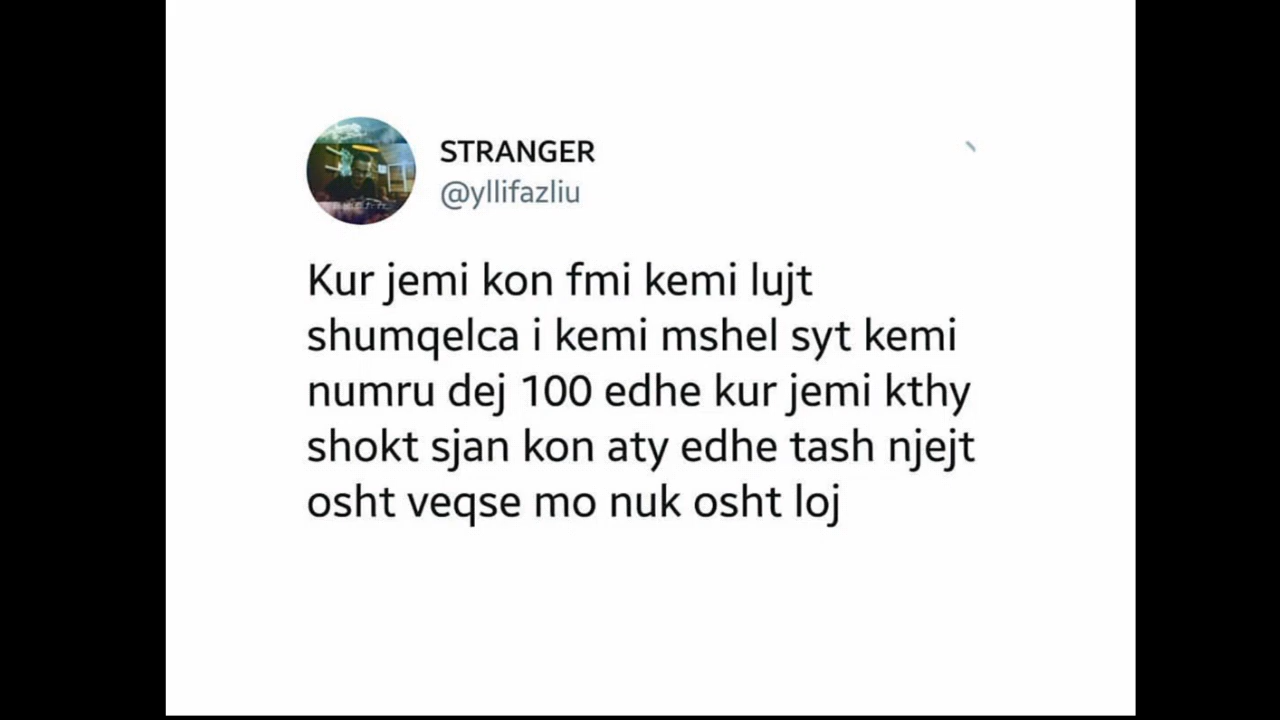 STRANGER
@yllifazliu
Kur jemi kon fmi kemi lujt
shumqelca i kemi mshel syt kemi
numru dej 100 edhe kur jemi kthy
shokt sjan kon aty edhe tash njejt
osht veqse mo nuk osht loj